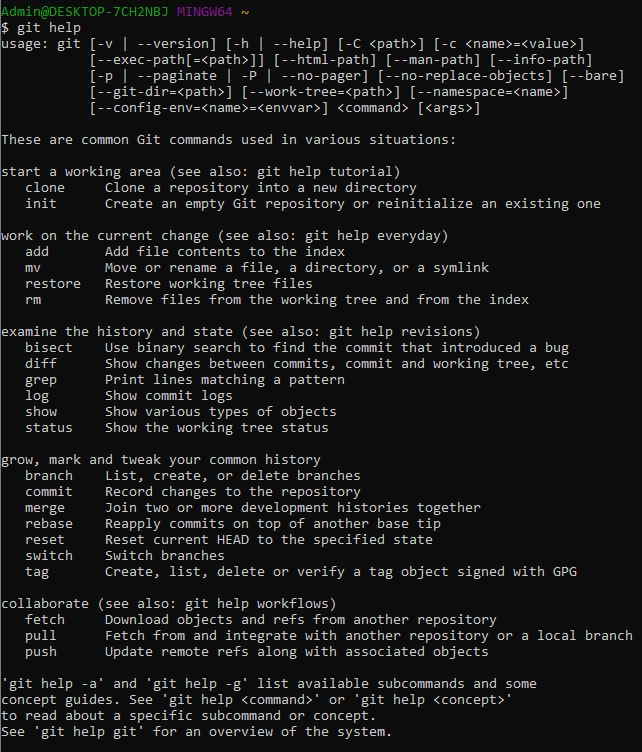 Admin@DESKTOP-7CH2NBJ MINGW64 ~
$ git help
usage: git [-v | --version] [-h | --help] [-C <path>] [-c <name>=<value>]
           [--exec-path[=<path>]] [--html-path] [--man-path] [--info-path]
           [-p | --paginate | -P | --no-pager] [--no-replace-objects] [--bare]
           [--git-dir=<path>] [--work-tree=<path>] [--namespace=<name>]
           [--config-env=<name>=<envvar>] <command> [<args>]

These are common Git commands used in various situations:

start a working area (see also: git help tutorial)
   clone     Clone a repository into a new directory
   init      Create an empty Git repository or reinitialize an existing one

work on the current change (see also: git help everyday)
   add       Add file contents to the index
   mv        Move or rename a file, a directory, or a symlink
   restore   Restore working tree files
   rm        Remove files from the working tree and from the index

examine the history and state (see also: git help revisions)
   bisect    Use binary search to find the commit that introduced a bug
   diff      Show changes between commits, commit and working tree, etc
   grep      Print lines matching a pattern
   log       Show commit logs
   show      Show various types of objects
   status    Show the working tree status

grow, mark and tweak your common history
   branch    List, create, or delete branches
   commit    Record changes to the repository
   merge     Join two or more development histories together
   rebase    Reapply commits on top of another base tip
   reset     Reset current HEAD to the specified state
   switch    Switch branches
   tag       Create, list, delete or verify a tag object signed with GPG

collaborate (see also: git help workflows)
   fetch     Download objects and refs from another repository
   pull      Fetch from and integrate with another repository or a local branch
   push      Update remote refs along with associated objects

'git help -a' and 'git help -g' list available subcommands and some
concept guides. See 'git help <command>' or 'git help <concept>'
to read about a specific subcommand or concept.
See 'git help git' for an overview of the system.